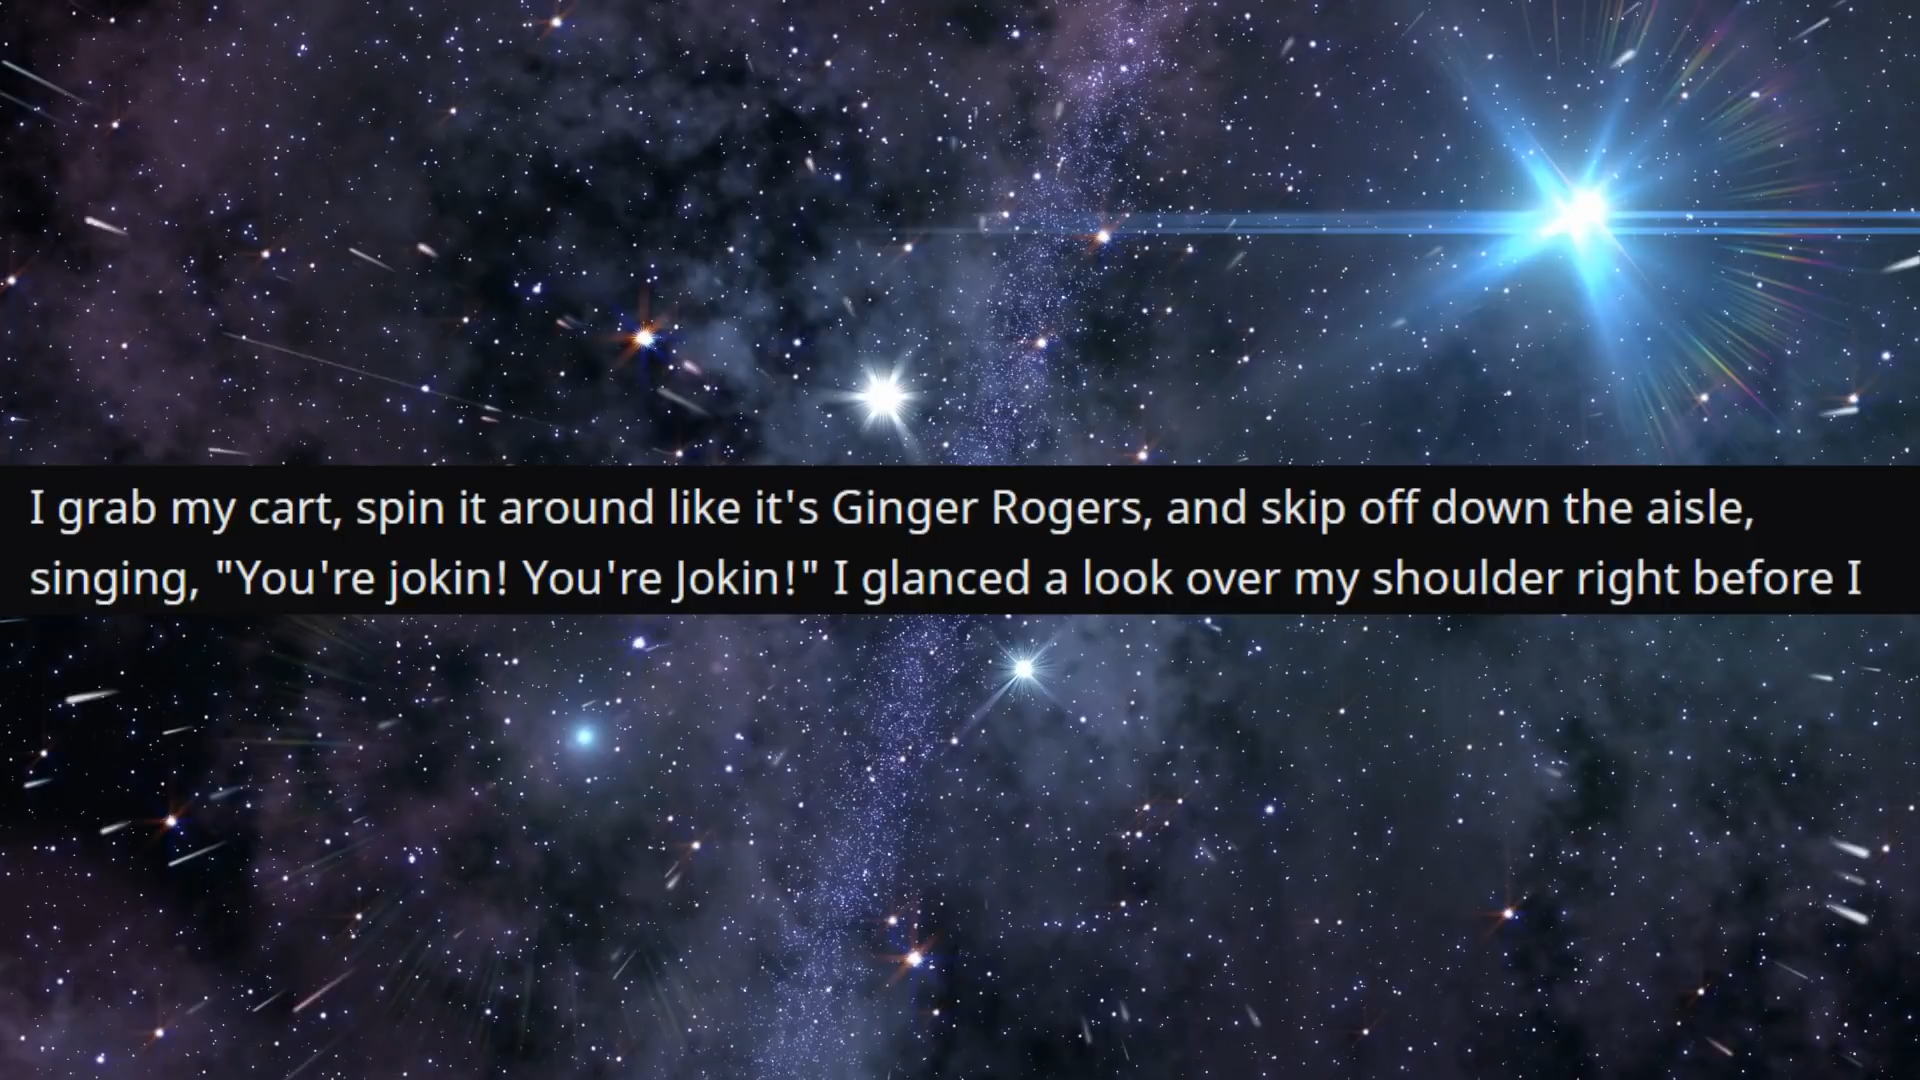 I grab my cart, spin it around like it's Ginger Rogers, and skip off down the aisle,
singing, "You're jokin! You're Jokin!" I glanced a look over my shoulder right before I